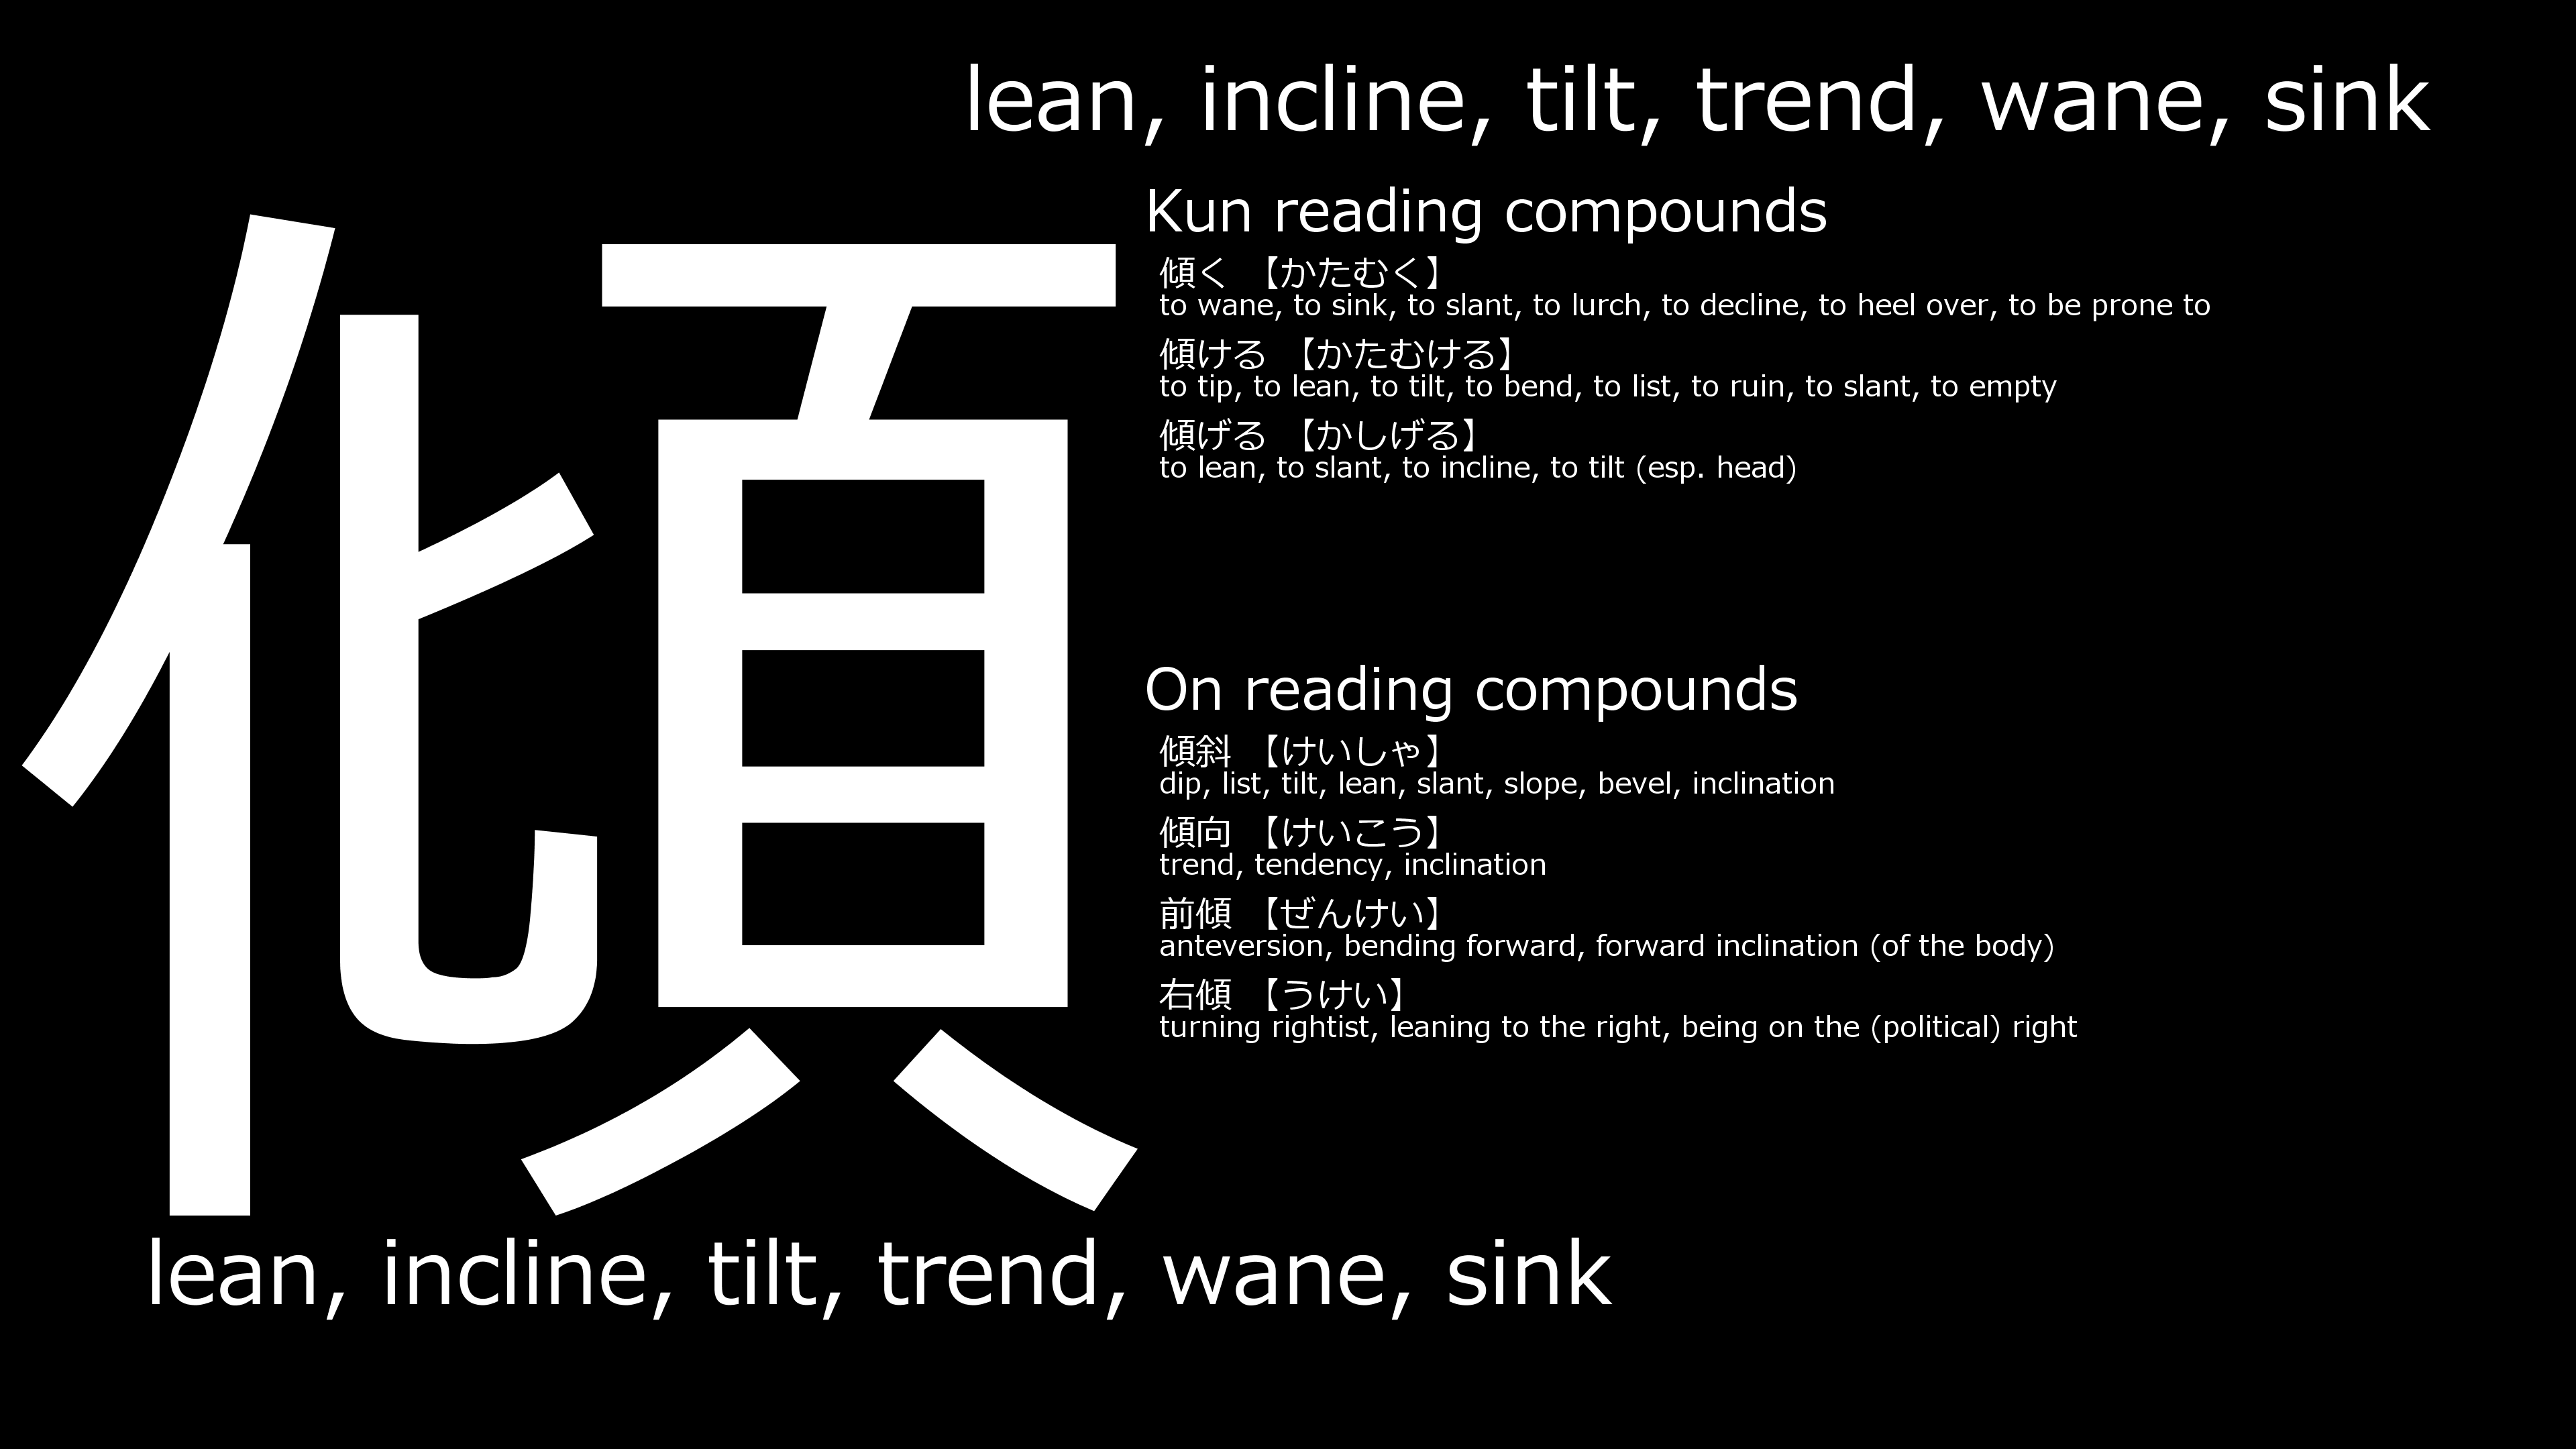 lean, incline, tilt, trend, wane, sink
傾
Kun reading compounds
傾く 【かたむく】
to wane, to sink, to slant, to lurch, to decline, to heel over, to be prone to
傾ける 【かたむける】
to tip, to lean, to tilt, to bend, to list, to ruin, to slant, to empty
傾げる 【かしげる】
to lean, to slant, to incline, to tilt (esp. head)
On reading compounds
傾斜 【けいしゃ】
dip, list, tilt, lean, slant, slope, bevel, inclination
傾向 【けいこう】
trend, tendency, inclination
前傾 【ぜんけい】
anteversion, bending forward, forward inclination (of the body)
右傾 【うけい】
turning rightist, leaning to the right, being on the (political) right
lean, incline, tilt, trend, wane, sink